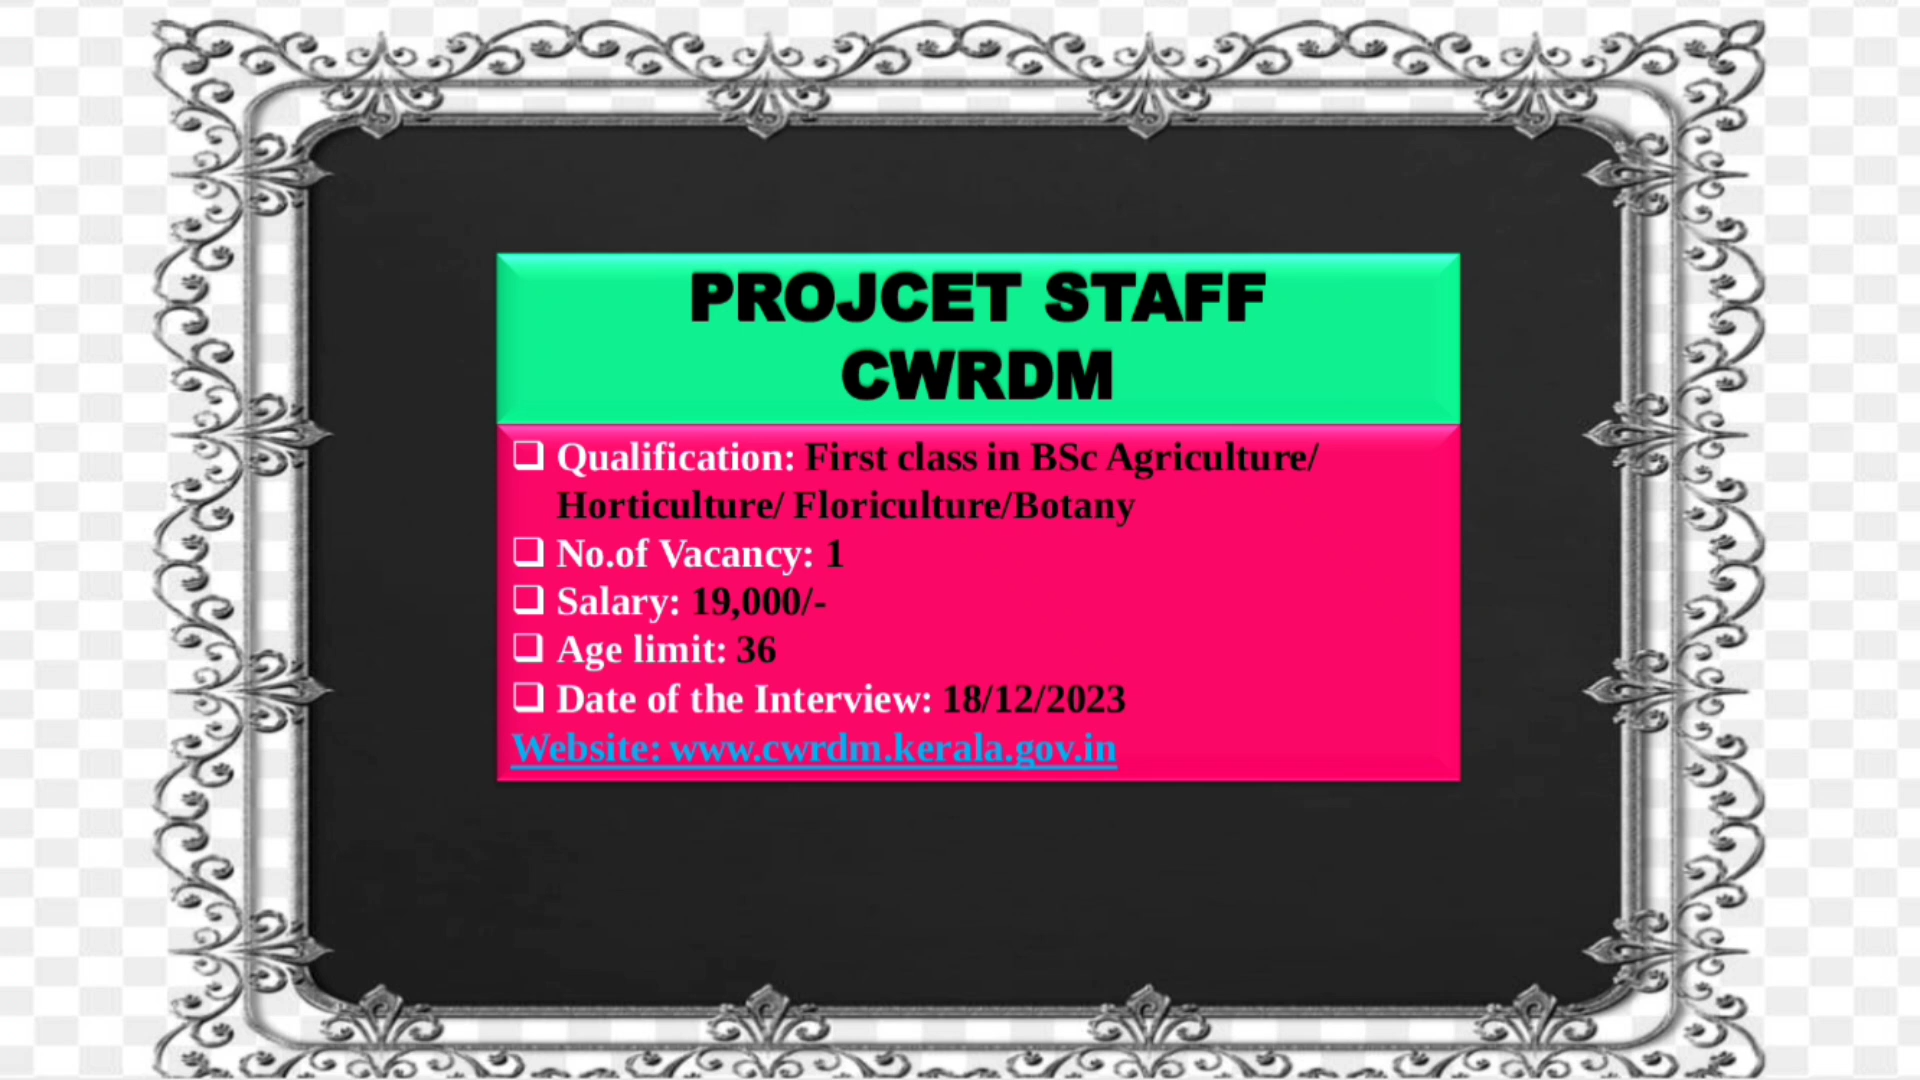 PROJCET STAFF
CWRDM
❑ Qualification: First class in BSc Agriculture/
Horticulture/ Floriculture/Botany
❑ No.of Vacancy: 1
❑ Salary: 19,000/-
❑ Age limit: 36
❑ Date of the Interview: 18/12/2023
Website: www.cwrdm.kerala.gov.in